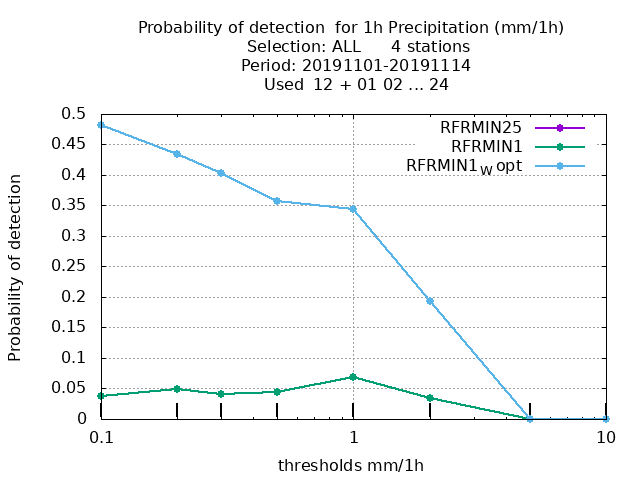 Probability of detection  for 1h Precipitation (mm/1h)
Selection: ALL      4 stations
Period: 20191101-20191114
Used  12 + 01 02 ... 24
RFRMIN25
RFRMIN1
RFRMIN1W opt
0.5
0.45
0.4
0.35
0.3
0.25
0.2
0.15
0.1
0.05
0
Probability of detection
0.1 1 10
thresholds mm/1h